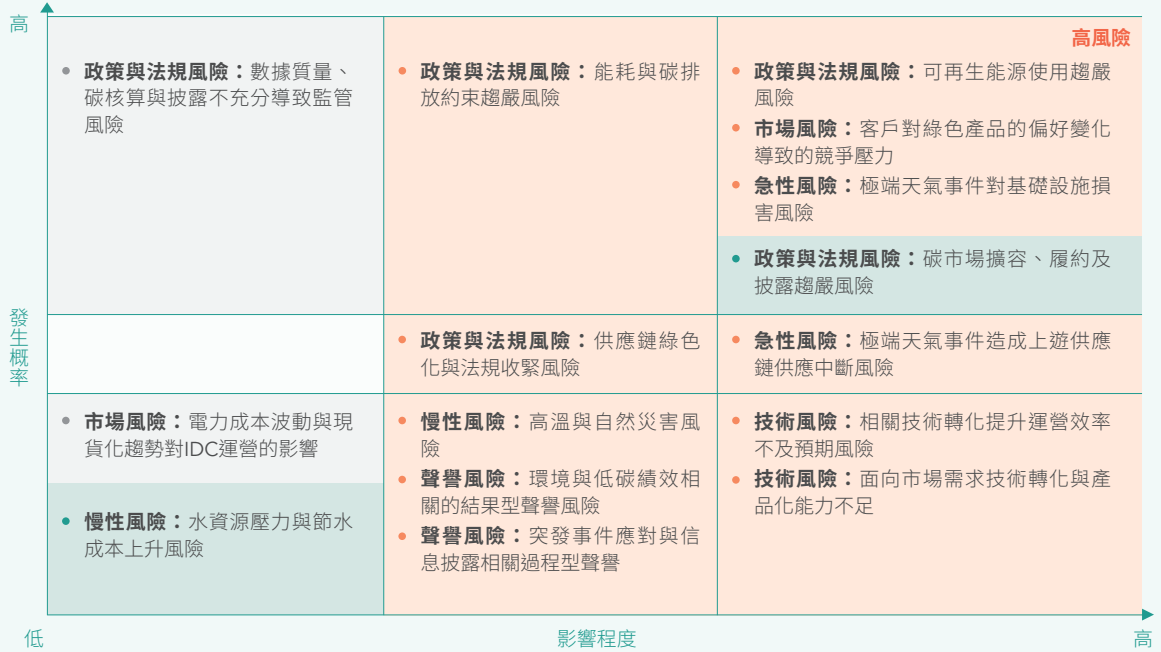 高
高風險
政策與法規風險：數據質量、
碳核算與披露不充分導致監管
風險
政策與法規風險：能耗與碳排
放約束趨嚴風險
政策與法規風險：可再生能源使用趨嚴
風險
市場風險：客戶對綠色產品的偏好變化
導致的競爭壓力
急性風險：極端天氣事件對基礎設施損
害風險
政策與法規風險：碳市場擴容、履約及
披露趨嚴風險
發生概率
政策與法規風險：供應鏈綠色
化與法規收緊風險
急性風險：極端天氣事件造成上遊供應
鏈供應中斷風險
市場風險：電力成本波動與現
貨化趨勢對IDC運營的影響
慢性風險：水資源壓力與節水
成本上升風險
慢性風險：高溫與自然災害風
險
聲譽風險：環境與低碳績效相
關的結果型聲譽風險
聲譽風險：突發事件應對與信
息披露相關過程型聲譽
技術風險：相關技術轉化提升運營效率
不及預期風險
技術風險：面向市場需求技術轉化與產
品化能力不足
低
影響程度
高